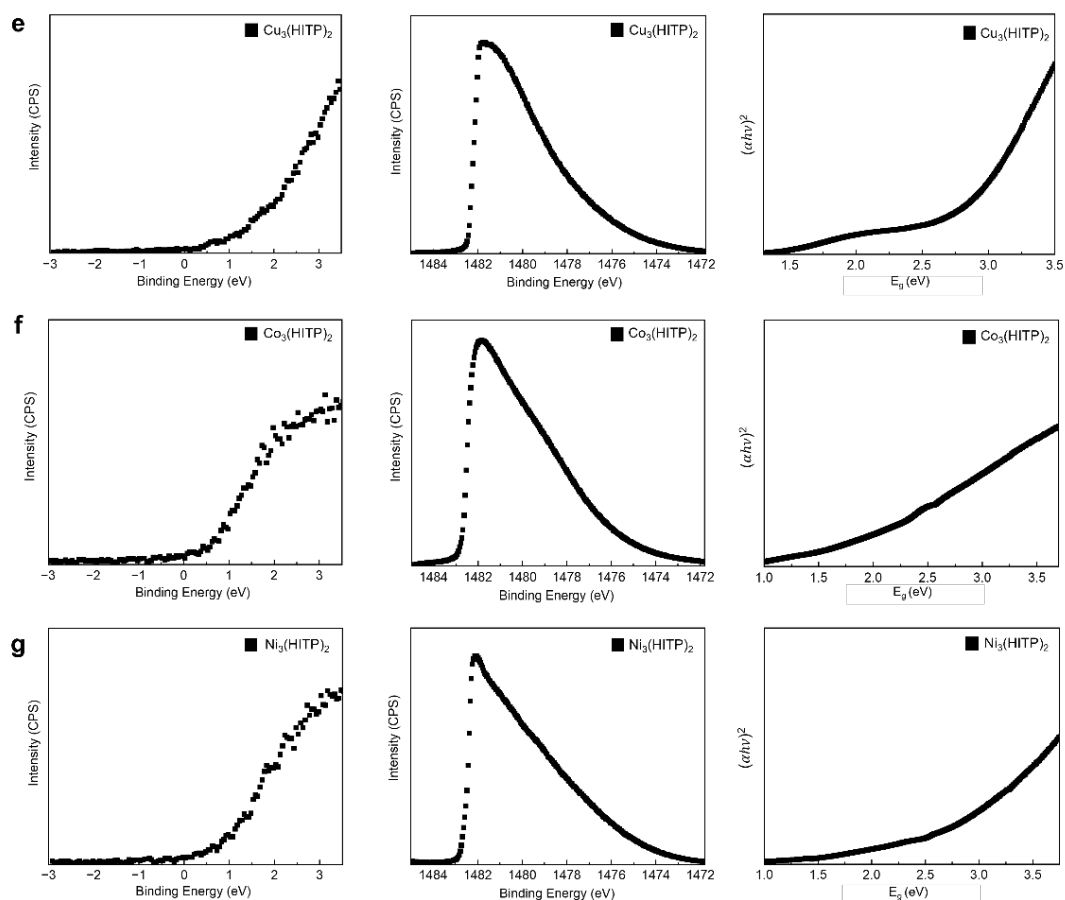 e
Cu₃(HITP)₂
Intensity (CPS)
−3 −2 −1 0 1 2 3
Binding Energy (eV)
Cu₃(HITP)₂
Intensity (CPS)
1484 1482 1480 1478 1476 1474 1472
Binding Energy (eV)
Cu₃(HITP)₂
(αhν)²
1.5 2.0 2.5 3.0 3.5
E₉ (eV)
f
Co₃(HITP)₂
Intensity (CPS)
−3 −2 −1 0 1 2 3
Binding Energy (eV)
Co₃(HITP)₂
Intensity (CPS)
1484 1482 1480 1478 1476 1474 1472
Binding Energy (eV)
Co₃(HITP)₂
(αhν)²
1.0 1.5 2.0 2.5 3.0 3.5
E₉ (eV)
g
Ni₃(HITP)₂
Intensity (CPS)
−3 −2 −1 0 1 2 3
Binding Energy (eV)
Ni₃(HITP)₂
Intensity (CPS)
1484 1482 1480 1478 1476 1474 1472
Binding Energy (eV)
Ni₃(HITP)₂
(αhν)²
1.0 1.5 2.0 2.5 3.0 3.5
E₉ (eV)